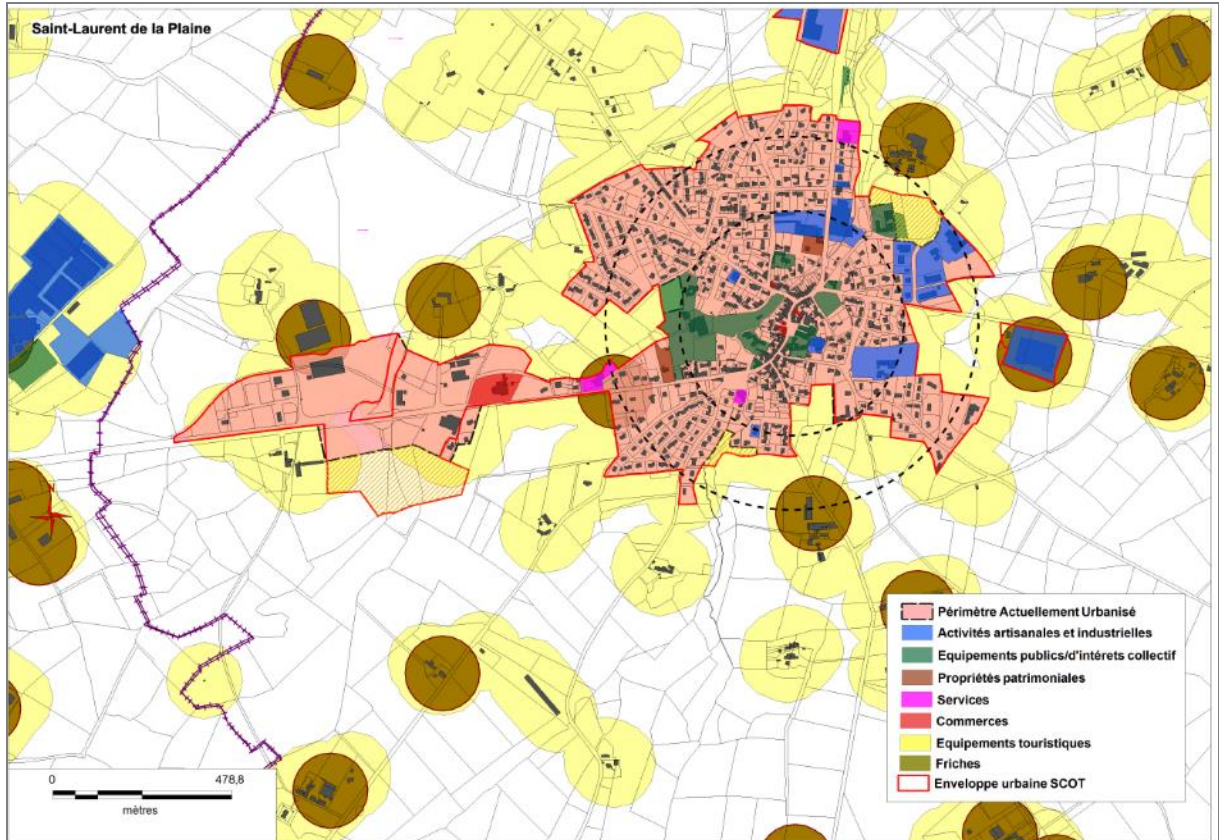 Saint-Laurent de la Plaine
N
Périmètre Actuellement Urbanisé
Activités artisanales et industrielles
Equipements publics/d'intérets collectif
Propriétés patrimoniales
Services
Commerces
Equipements touristiques
Friches
Enveloppe urbaine SCOT
0 478,8
mètres